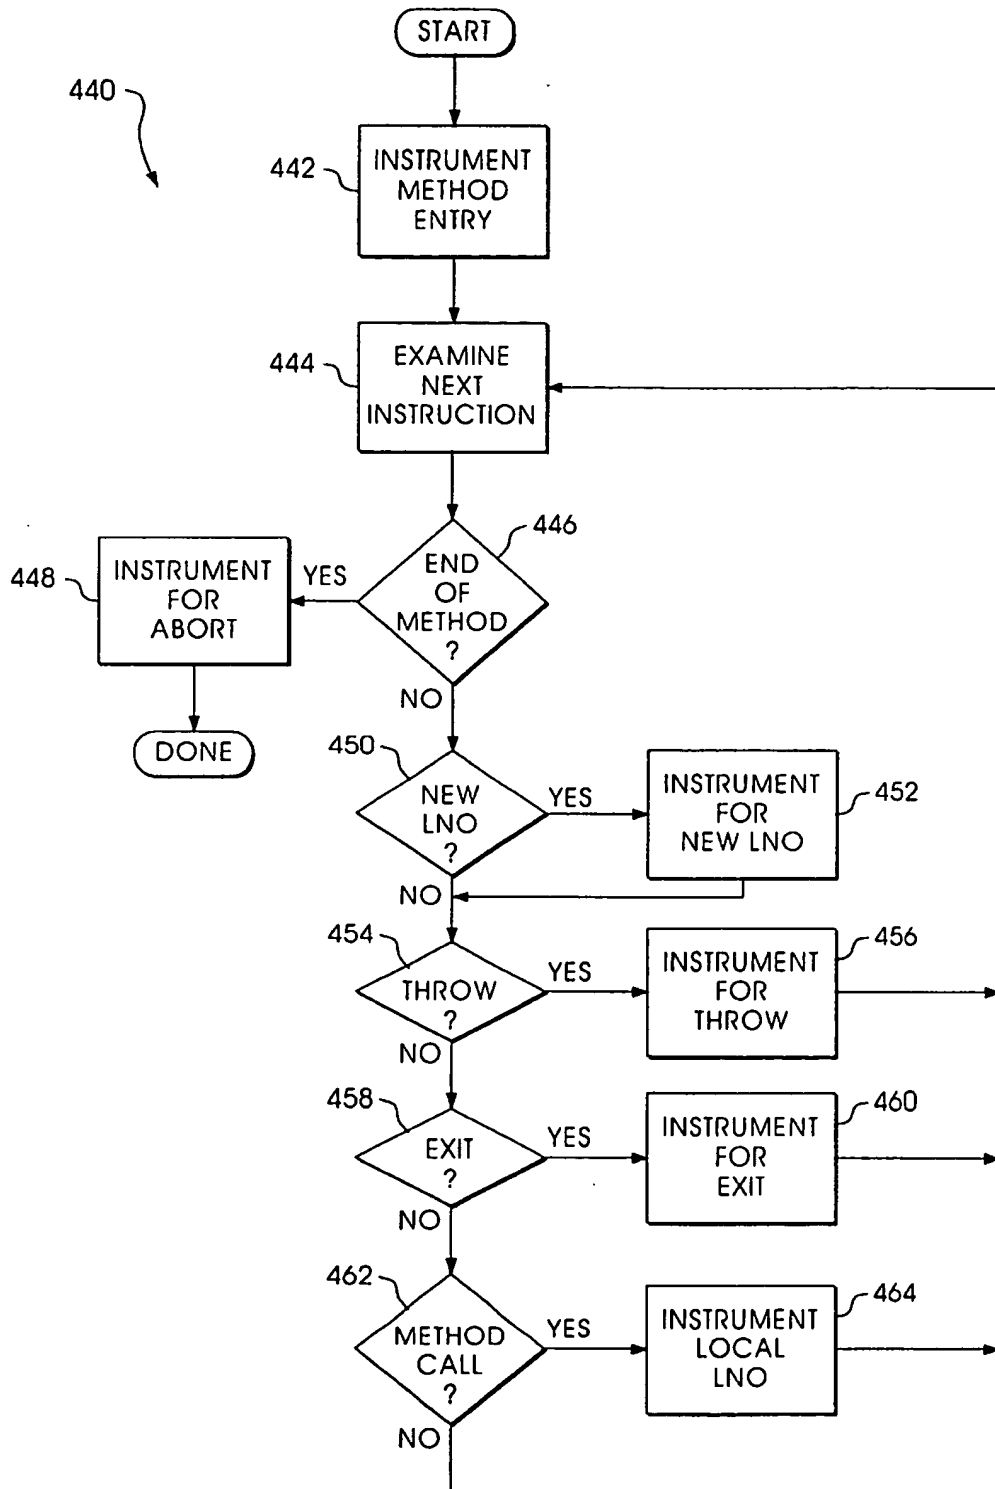 START
440
442
INSTRUMENT
METHOD
ENTRY
444
EXAMINE
NEXT
INSTRUCTION
446
END
OF
METHOD
?
YES
448
INSTRUMENT
FOR
ABORT
DONE
NO
450
NEW
LNO
?
YES
INSTRUMENT
FOR
NEW LNO
452
NO
454
THROW
?
YES
INSTRUMENT
FOR
THROW
456
NO
458
EXIT
?
YES
INSTRUMENT
FOR
EXIT
460
NO
462
METHOD
CALL
?
YES
INSTRUMENT
LOCAL
LNO
464
NO